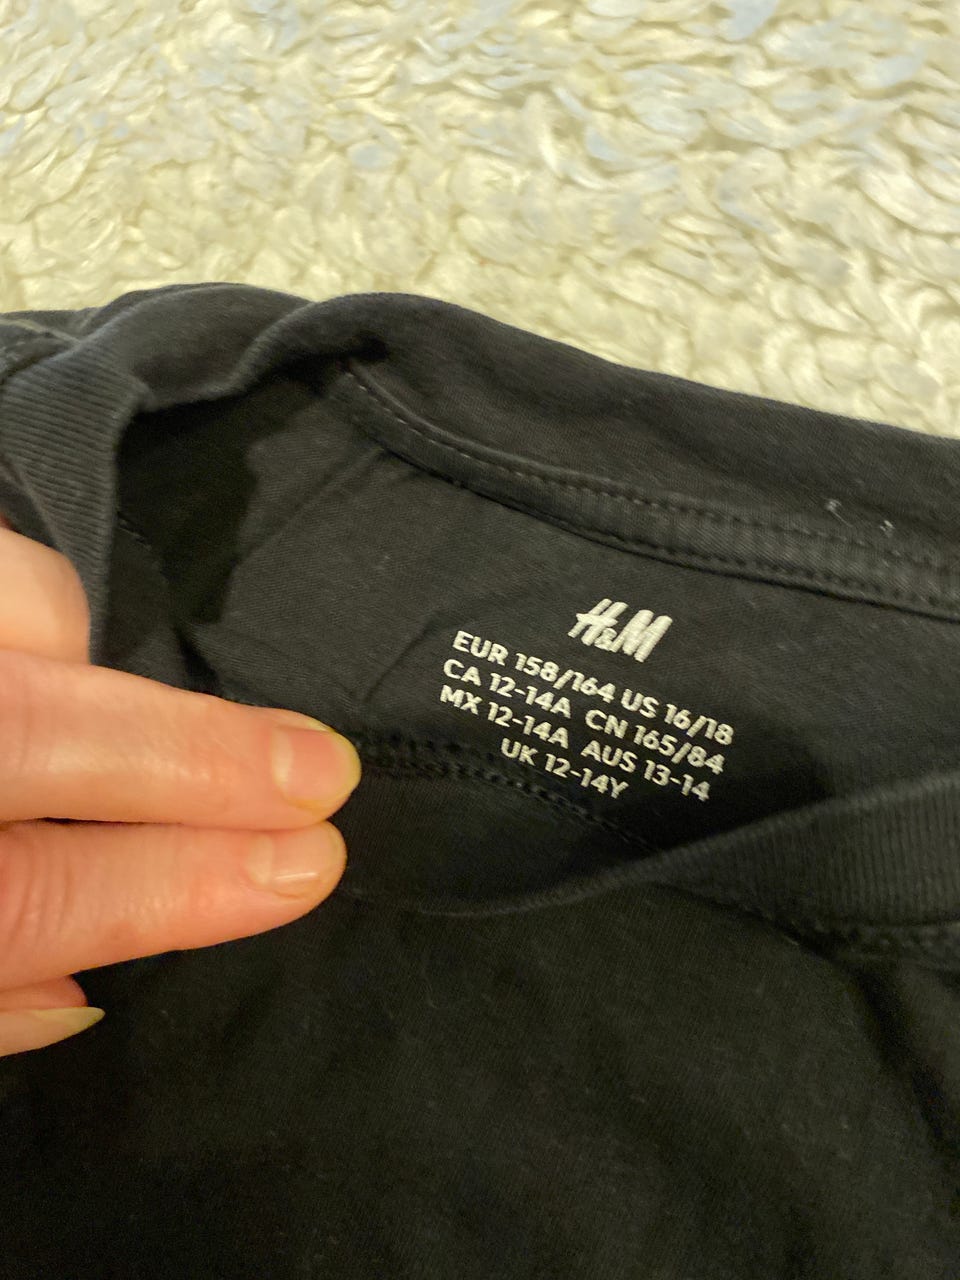 H&M
EUR 158/164 US 16/18
CA 12-14A CN 165/84
MX 12-14A AUS 13-14
UK 12-14Y